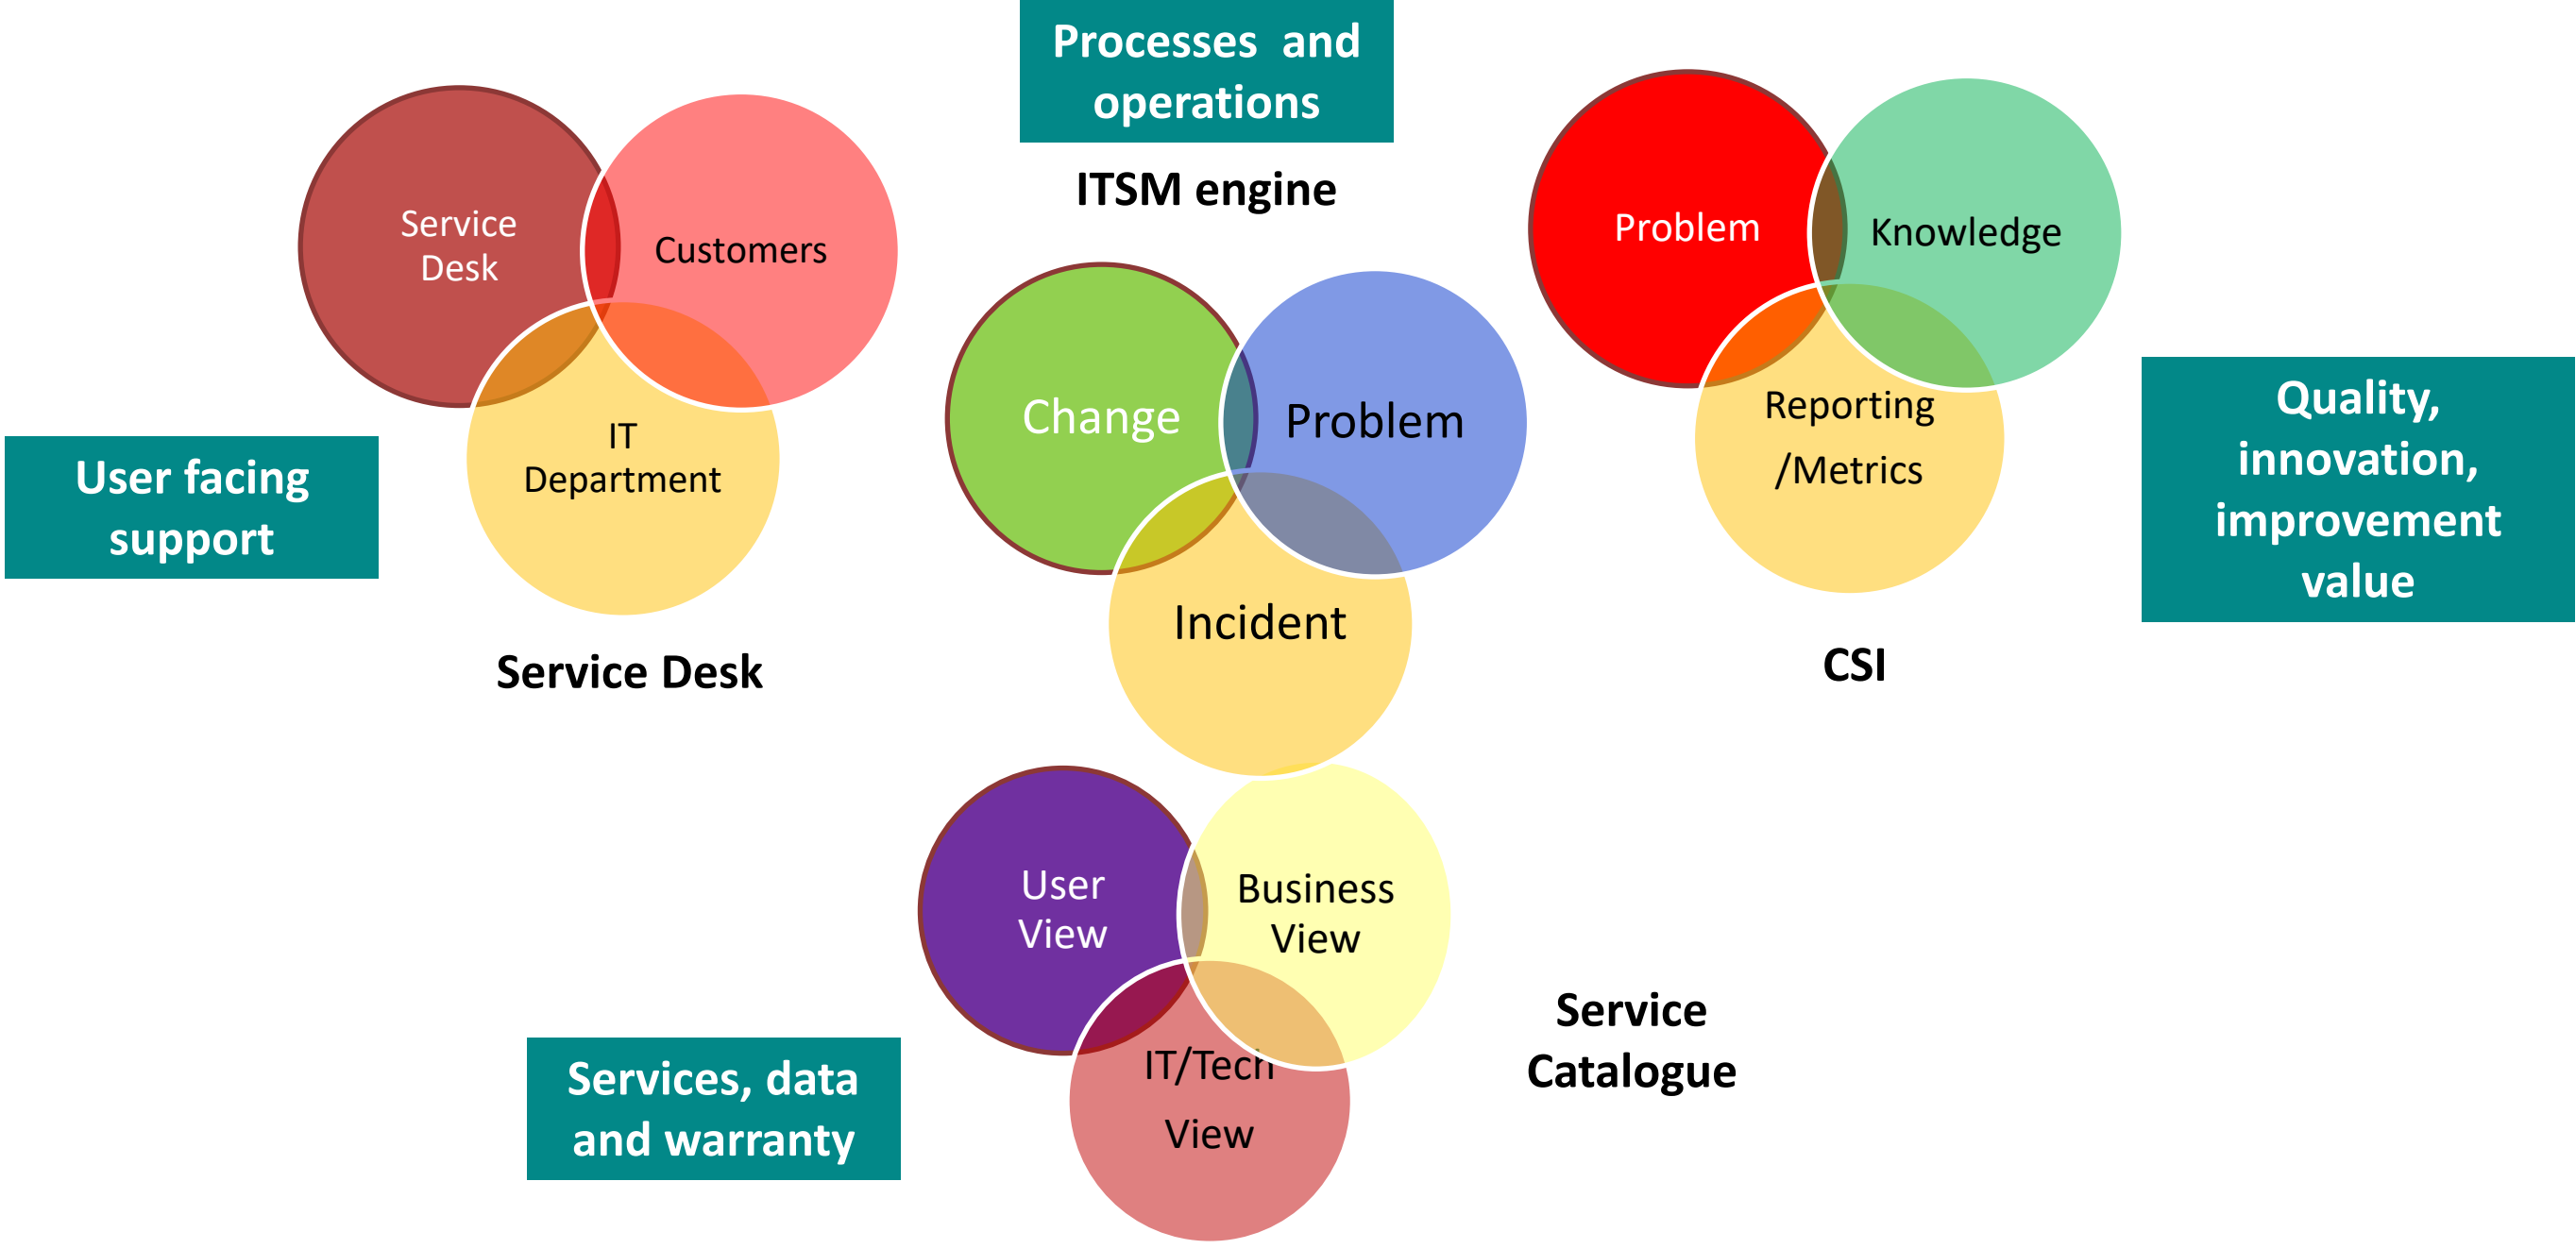 Processes and
operations
ITSM engine
Service
Desk
Customers
IT
Department
User facing
support
Service Desk
Change
Problem
Incident
Problem
Knowledge
Reporting
/Metrics
CSI
Quality,
innovation,
improvement
value
User
View
Business
View
IT/Tech
View
Service
Catalogue
Services, data
and warranty